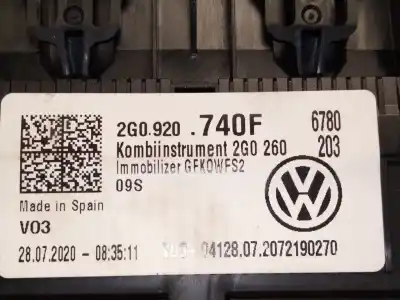 2G0.920 .740F 6780
Kombiinstrument 2G0 260 203
Immobilizer GEKOWFS2
09S
Made in Spain
V03
28.07.2020 - 08:35:11 04128.07.2072190270